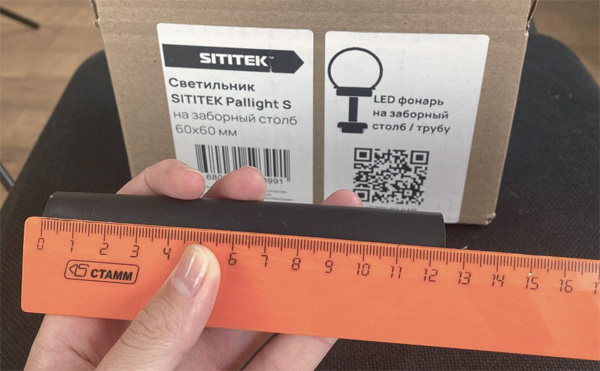 SITITEK
Светильник
SITITEK Pallight S
на заборный столб
60x60 мм
LED фонарь
на заборный
столб / трубу
0 1 2 3 4 6 7 8 9 10 11 12 13 14 15 16
СТАММ